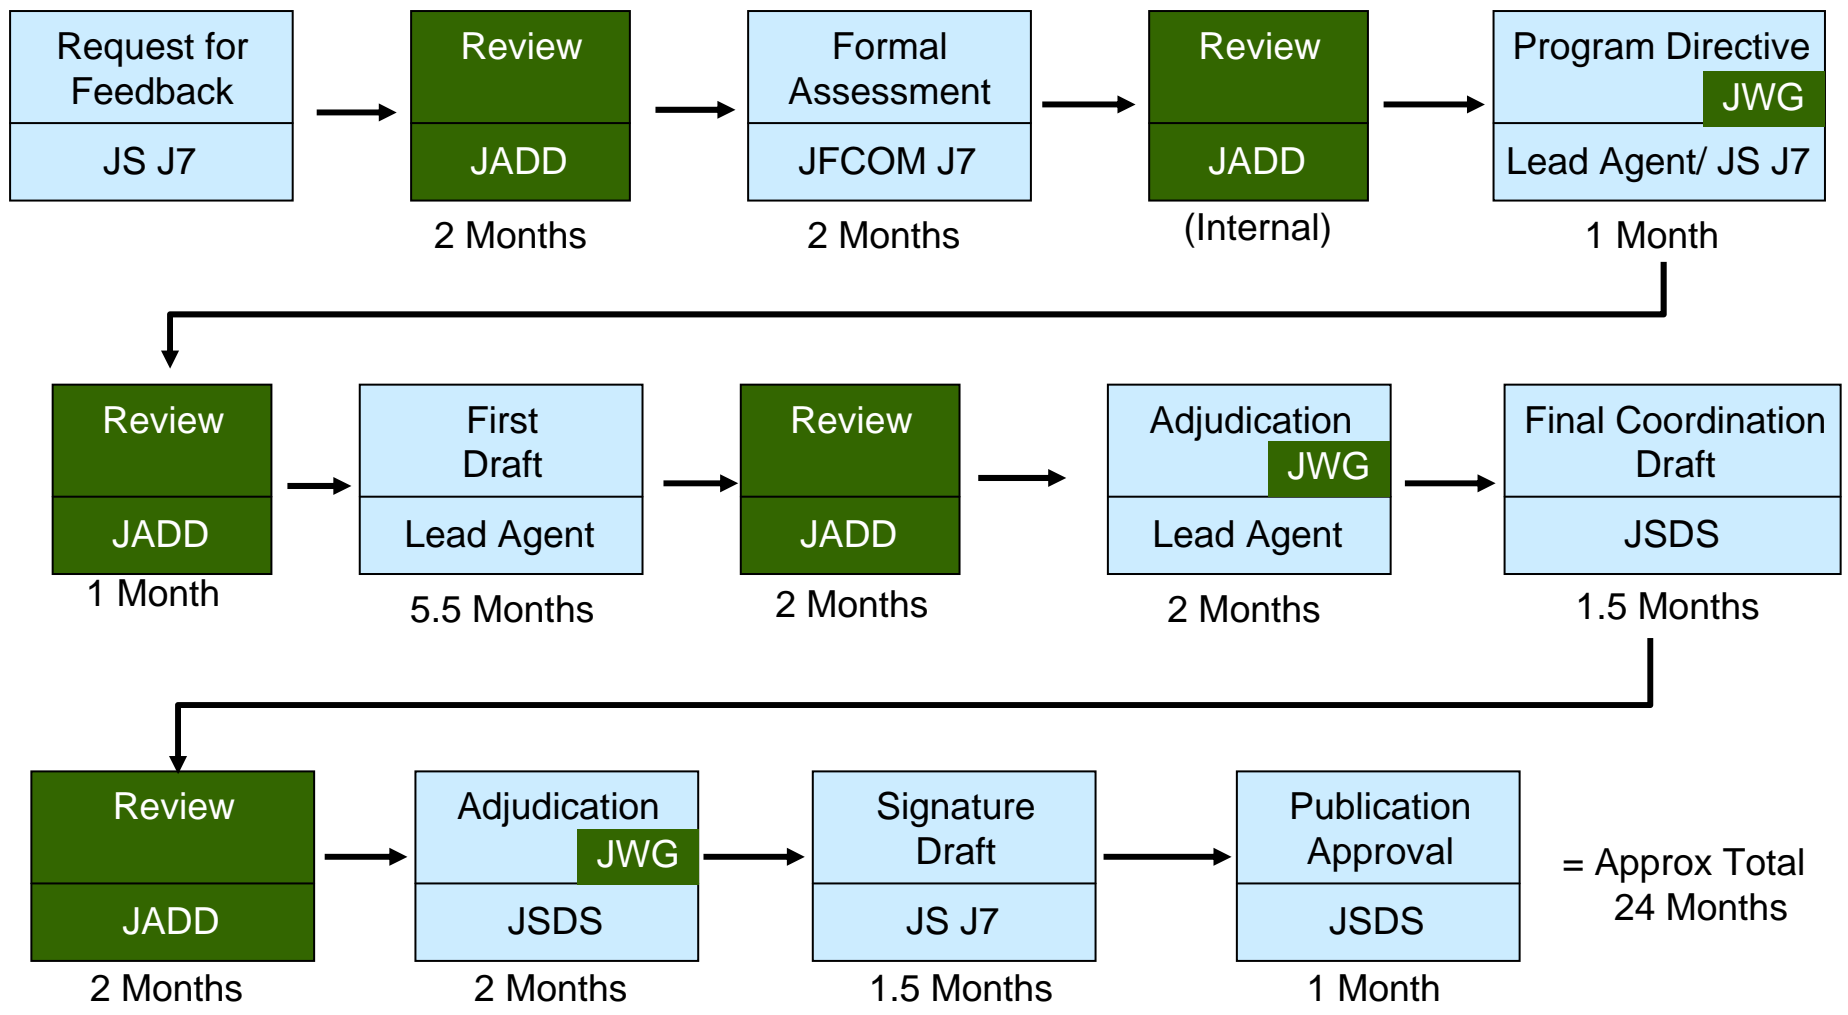 Request for
Feedback
JS J7
Review
JADD
2 Months
Formal
Assessment
JFCOM J7
2 Months
Review
JADD
(Internal)
Program Directive
JWG
Lead Agent/ JS J7
1 Month
Review
JADD
1 Month
First
Draft
Lead Agent
5.5 Months
Review
JADD
2 Months
Adjudication
JWG
Lead Agent
2 Months
Final Coordination
Draft
JSDS
1.5 Months
Review
JADD
2 Months
Adjudication
JWG
JSDS
2 Months
Signature
Draft
JS J7
1.5 Months
Publication
Approval
JSDS
1 Month
= Approx Total
24 Months